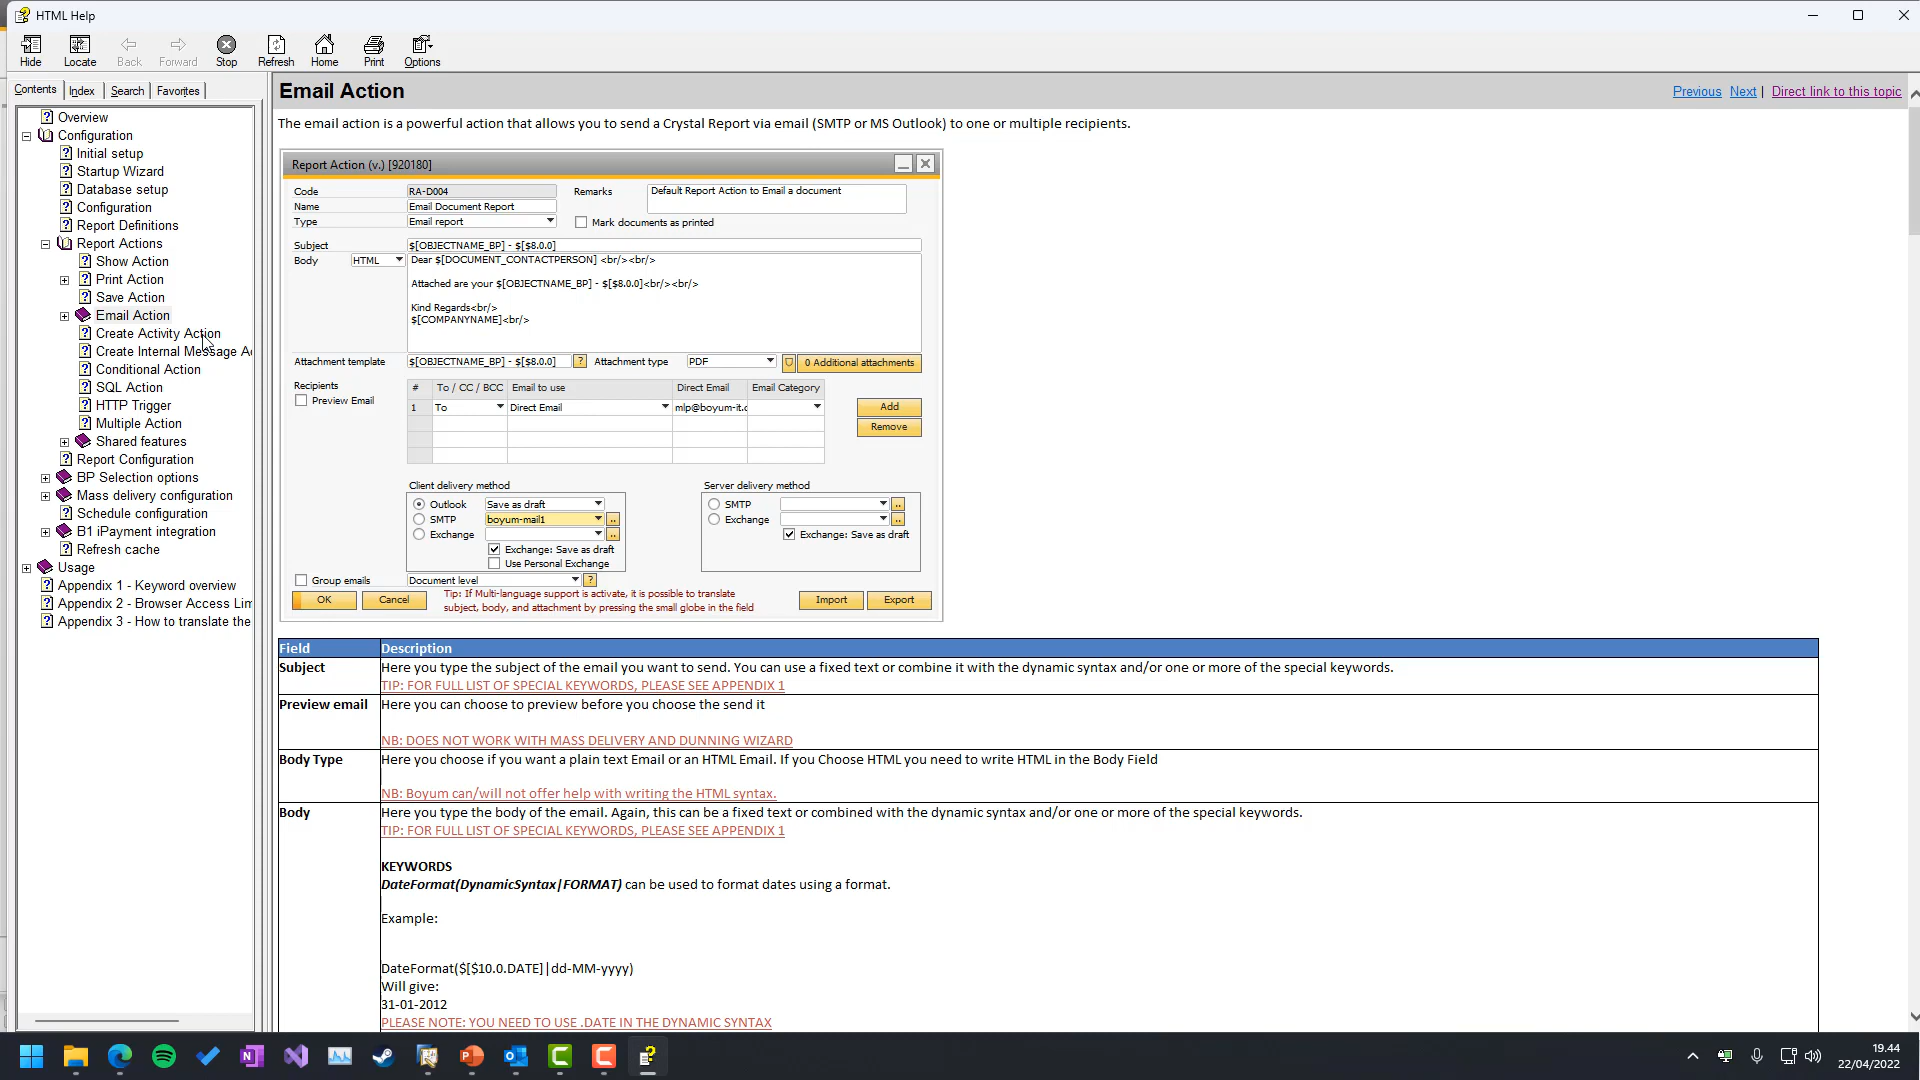 HTML Help
Hide Locate Back Forward Stop Refresh Home Print Options
Contents Index Search Favorites
Overview
Configuration
Initial setup
Startup Wizard
Database setup
Configuration
Report Definitions
Report Actions
Show Action
Print Action
Save Action
Email Action
Create Activity Action
Create Internal Message Ac
Conditional Action
SQL Action
HTTP Trigger
Multiple Action
Shared features
Report Configuration
BP Selection options
Mass delivery configuration
Schedule configuration
B1 iPayment integration
Refresh cache
Usage
Appendix 1 - Keyword overview
Appendix 2 - Browser Access Lim
Appendix 3 - How to translate the
Email Action
Previous Next | Direct link to this topic
The email action is a powerful action that allows you to send a Crystal Report via email (SMTP or MS Outlook) to one or multiple recipients.
Report Action (v.) [920180]
Code RA-D004 Remarks Default Report Action to Email a document
Name Email Document Report
Type Email report Mark documents as printed
Subject $[OBJECTNAME_BP] - $[$8.0.0]
Body HTML Dear $[DOCUMENT_CONTACTPERSON] <br/><br/>
Attached are your $[OBJECTNAME_BP] - $[$8.0.0]<br/><br/>
Kind Regards<br/>
$[COMPANYNAME]<br/>
Attachment template $[OBJECTNAME_BP] - $[$8.0.0] ? Attachment type PDF 0 Additional attachments
Recipients # To / CC / BCC Email to use Direct Email Email Category
Preview Email 1 To Direct Email mlp@boyum-it.c Add
Remove
Client delivery method Server delivery method
Outlook Save as draft SMTP ..
SMTP boyum-mail1 .. Exchange ..
Exchange .. Exchange: Save as draft
Exchange: Save as draft
Use Personal Exchange
Group emails Document level ?
OK Cancel Tip: If Multi-language support is activate, it is possible to translate
subject, body, and attachment by pressing the small globe in the field Import Export
Field Description
Subject Here you type the subject of the email you want to send. You can use a fixed text or combine it with the dynamic syntax and/or one or more of the special keywords.
TIP: FOR FULL LIST OF SPECIAL KEYWORDS, PLEASE SEE APPENDIX 1
Preview email Here you can choose to preview before you choose the send it
NB: DOES NOT WORK WITH MASS DELIVERY AND DUNNING WIZARD
Body Type Here you choose if you want a plain text Email or an HTML Email. If you Choose HTML you need to write HTML in the Body Field
NB: Boyum can/will not offer help with writing the HTML syntax.
Body Here you type the body of the email. Again, this can be a fixed text or combined with the dynamic syntax and/or one or more of the special keywords.
TIP: FOR FULL LIST OF SPECIAL KEYWORDS, PLEASE SEE APPENDIX 1
KEYWORDS
DateFormat(DynamicSyntax|FORMAT) can be used to format dates using a format.
Example:
DateFormat($[$10.0.DATE]|dd-MM-yyyy)
Will give:
31-01-2012
PLEASE NOTE: YOU NEED TO USE .DATE IN THE DYNAMIC SYNTAX
19.44
22/04/2022